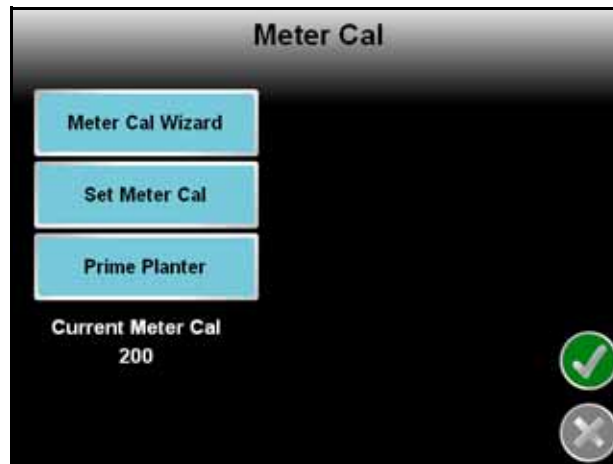 Meter Cal
Meter Cal Wizard
Set Meter Cal
Prime Planter
Current Meter Cal
200